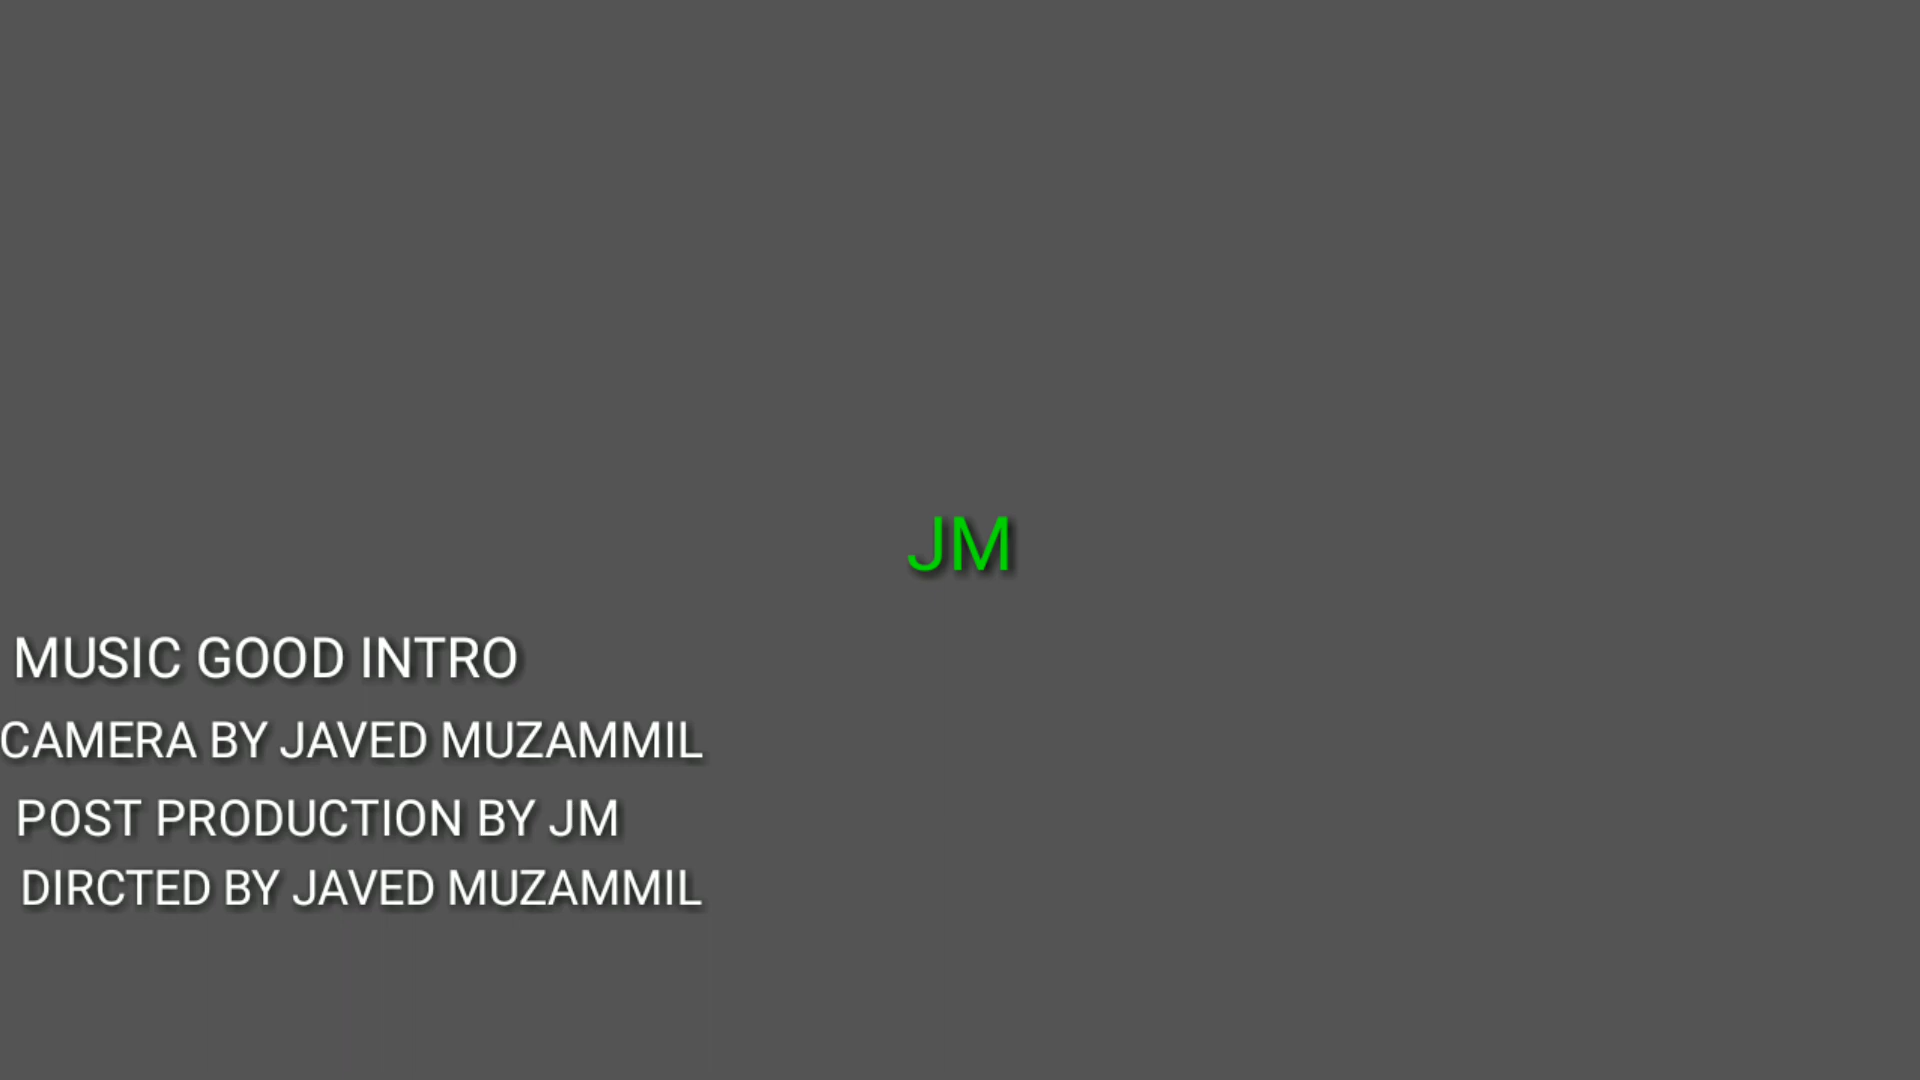 JM
MUSIC GOOD INTRO
CAMERA BY JAVED MUZAMMIL
POST PRODUCTION BY JM
DIRCTED BY JAVED MUZAMMIL